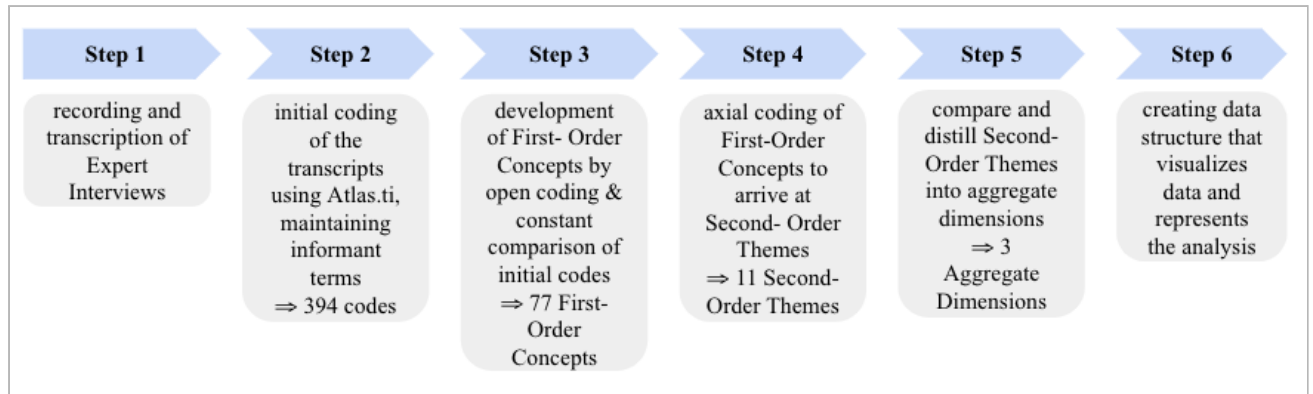 Step 1
recording and
transcription of
Expert
Interviews
Step 2
initial coding
of the
transcripts
using Atlas.ti,
maintaining
informant
terms
⇒ 394 codes
Step 3
development
of First- Order
Concepts by
open coding &
constant
comparison of
initial codes
⇒ 77 First-
Order
Concepts
Step 4
axial coding of
First-Order
Concepts to
arrive at
Second- Order
Themes
⇒ 11 Second-
Order Themes
Step 5
compare and
distill Second-
Order Themes
into aggregate
dimensions
⇒ 3
Aggregate
Dimensions
Step 6
creating data
structure that
visualizes
data and
represents
the analysis